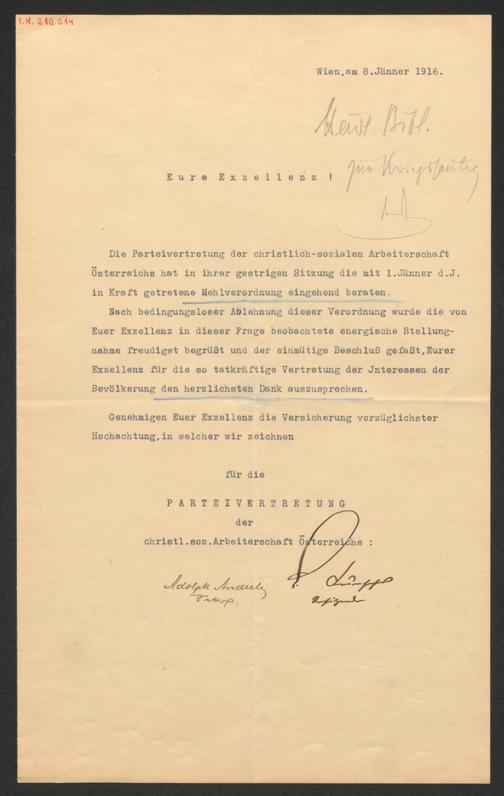 I.N. 210.014
Wien,am 8.Jänner 1916.
Bibl.
zur
Eure Exzellenz !
Die Parteivertretung der christlich-sozialen Arbeiterschaft
Österreichs hat in ihrer gestrigen Sitzung die mit 1.Jänner d.J.
in Kraft getretene Mehlverordnung eingehend beraten.
Nach bedingungsloser Ablehnung dieser Verordnung wurde die von
Euer Exzellenz in dieser Frage beobachtete energische Stellung-
nahme freudigst begrüßt und der einmütige Beschluß gefaßt,Eurer
Exzellenz für die so tatkräftige Vertretung der Jnteressen der
Bevölkerung den herzlichsten Dank auszusprechen.
Genehmigen Euer Exzellenz die Versicherung vorzüglichster
Hochachtung,in welcher wir zeichnen
für die
PARTEIVERTRETUNG
der
christl.soz.Arbeiterschaft Österreichs :
Adolph